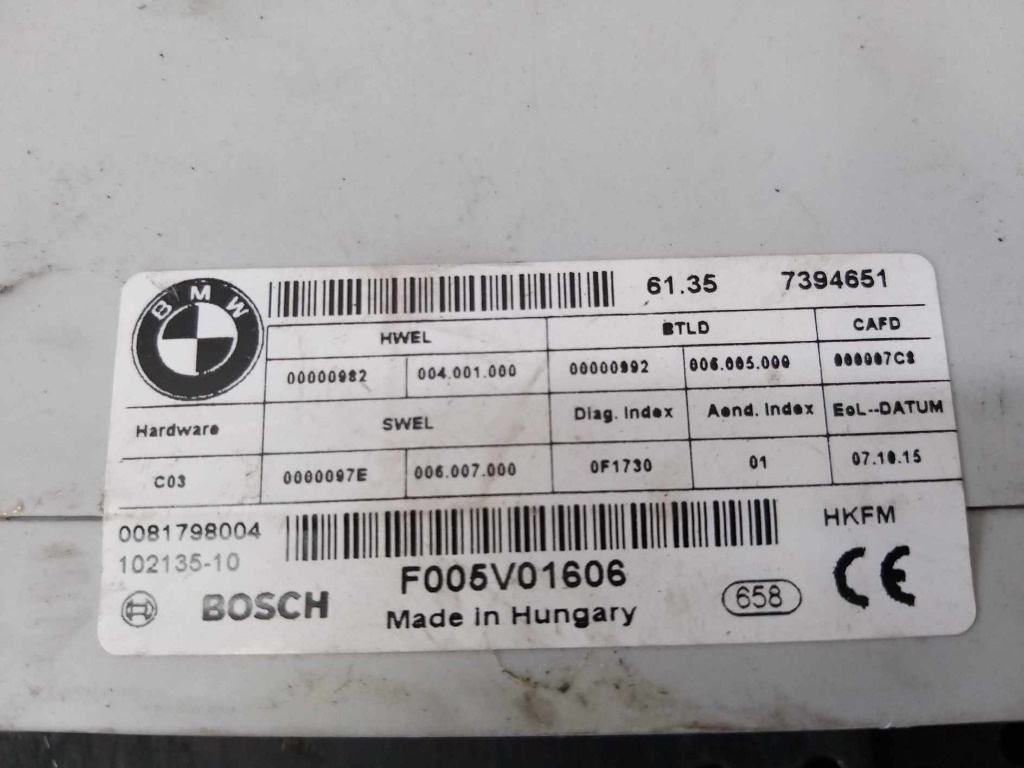 BMW
61.35 7394651
HWEL BTLD CAFD
00000982 004.001.000 00000992 006.005.000 000007C8
Hardware SWEL Diag. Index Aend. Index EoL--DATUM
C03 0000097E 006.007.000 0F1730 01 07.10.15
0081798004 HKFM
102135-10 F005V01606
BOSCH Made in Hungary 658 CE